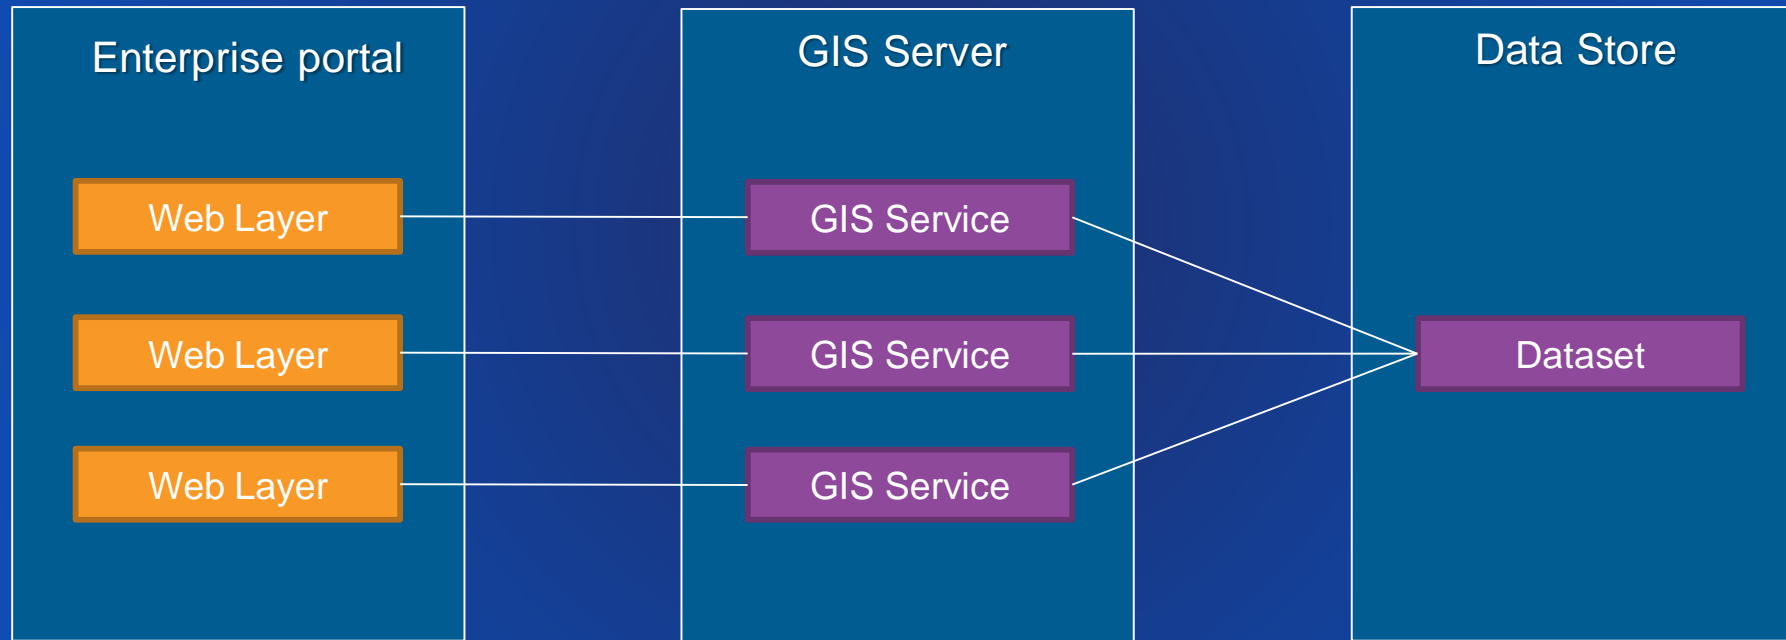 Enterprise portal
GIS Server
Data Store
Web Layer
GIS Service
Web Layer
GIS Service
Dataset
Web Layer
GIS Service